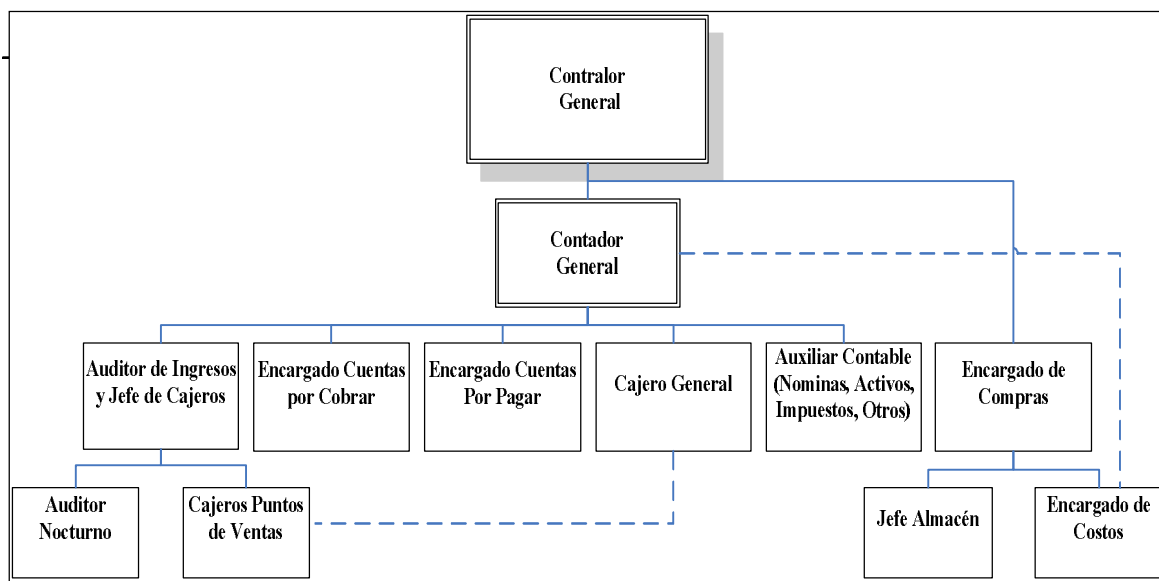 Contralor
General
Contador
General
Auditor de Ingresos
y Jefe de Cajeros
Encargado Cuentas
por Cobrar
Encargado Cuentas
Por Pagar
Cajero General
Auxiliar Contable
(Nominas, Activos,
Impuestos, Otros)
Encargado de
Compras
Auditor
Nocturno
Cajeros Puntos
de Ventas
Jefe Almacén
Encargado de
Costos